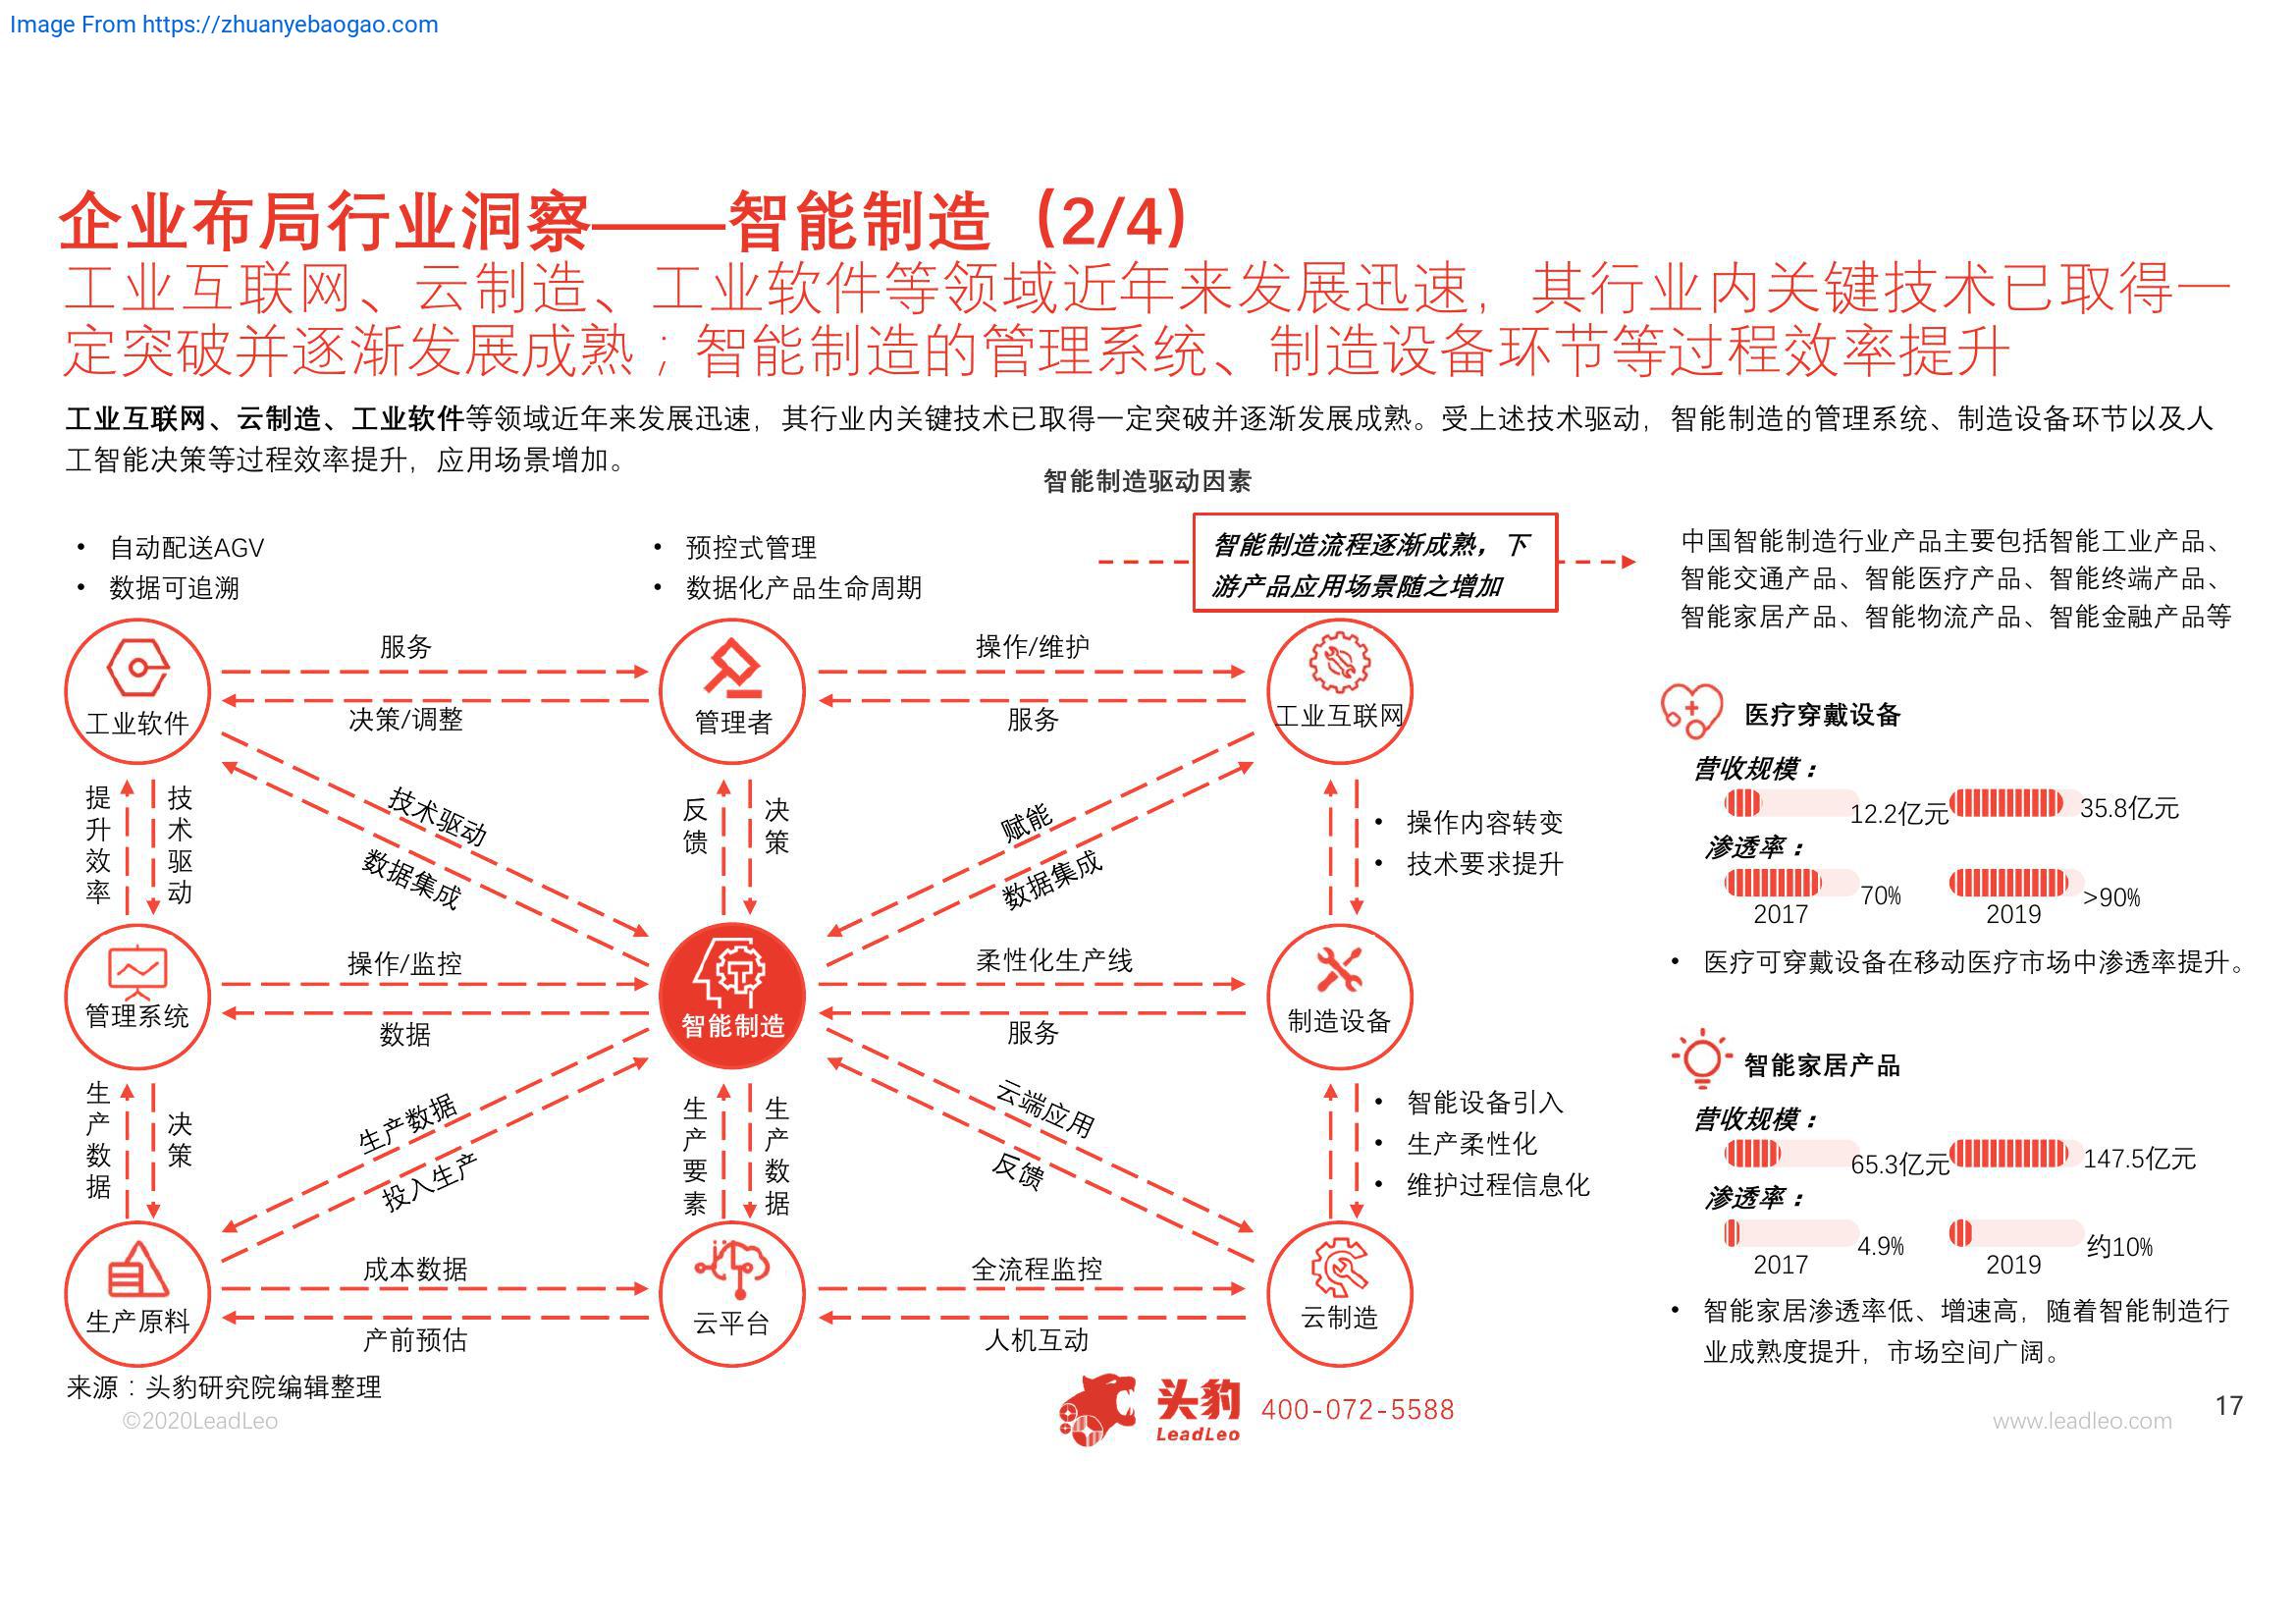 Image From https://zhuanyebaogao.com
企业布局行业洞察——智能制造（2/4）
工业互联网、云制造、工业软件等领域近年来发展迅速，其行业内关键技术已取得一
定突破并逐渐发展成熟；智能制造的管理系统、制造设备环节等过程效率提升
工业互联网、云制造、工业软件等领域近年来发展迅速，其行业内关键技术已取得一定突破并逐渐发展成熟。受上述技术驱动，智能制造的管理系统、制造设备环节以及人
工智能决策等过程效率提升，应用场景增加。
智能制造驱动因素
• 自动配送AGV
• 数据可追溯
• 预控式管理
• 数据化产品生命周期
智能制造流程逐渐成熟，下
游产品应用场景随之增加
工业软件
服务
决策/调整
管理者
操作/维护
服务
工业互联网
提升效率
技术驱动
技术驱动
数据集成
反馈
决策
赋能
数据集成
• 操作内容转变
• 技术要求提升
管理系统
操作/监控
数据
智能制造
柔性化生产线
服务
制造设备
生产数据
决策
生产数据
投入生产
生产要素
生产数据
云端应用
反馈
• 智能设备引入
• 生产柔性化
• 维护过程信息化
生产原料
成本数据
产前预估
云平台
全流程监控
人机互动
云制造
中国智能制造行业产品主要包括智能工业产品、
智能交通产品、智能医疗产品、智能终端产品、
智能家居产品、智能物流产品、智能金融产品等
医疗穿戴设备
营收规模：
12.2亿元
35.8亿元
渗透率：
70%
>90%
2017
2019
• 医疗可穿戴设备在移动医疗市场中渗透率提升。
智能家居产品
营收规模：
65.3亿元
147.5亿元
渗透率：
4.9%
约10%
2017
2019
• 智能家居渗透率低、增速高，随着智能制造行
业成熟度提升，市场空间广阔。
来源：头豹研究院编辑整理
©2020LeadLeo
头豹
LeadLeo
400-072-5588
www.leadleo.com
17